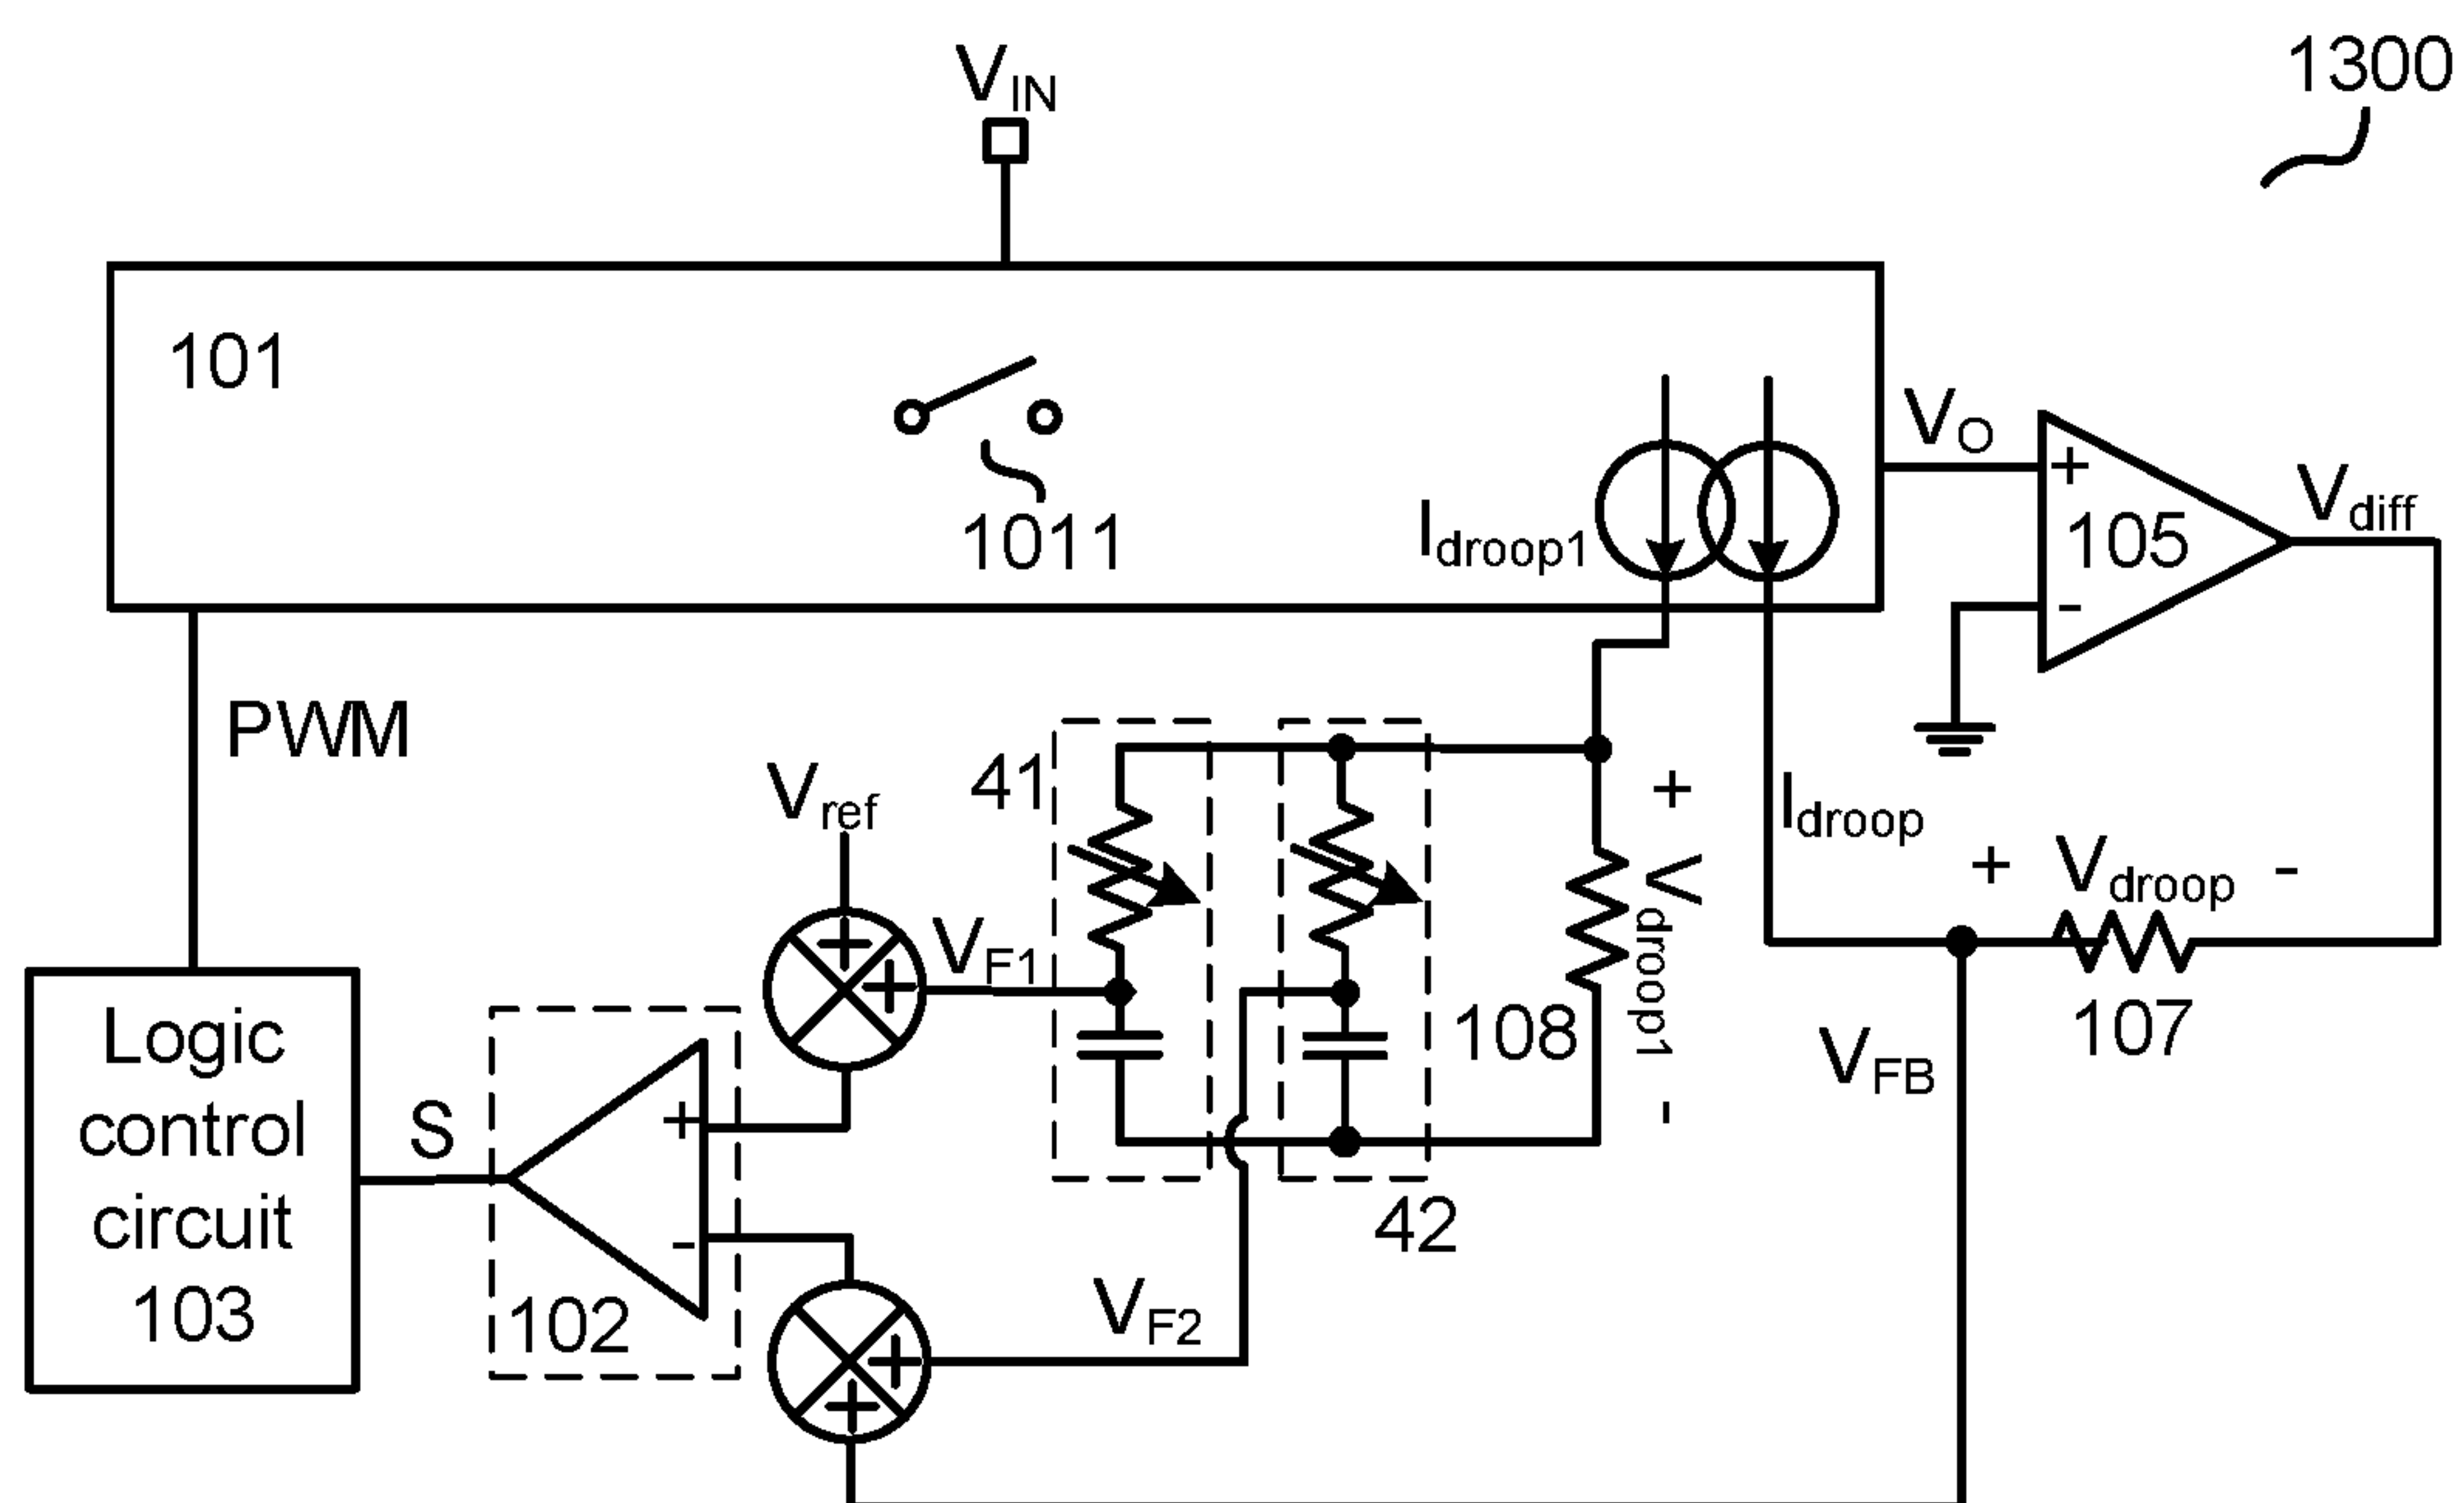 1300
VIN
101
1011
Idroop1
VO
+
105
-
Vdiff
PWM
Vref
41
+
Vdroop1
-
Idroop
+ Vdroop -
107
108
VFB
+
+
VF1
Logic
control
circuit
103
S
+
-
102
42
VF2
+
+